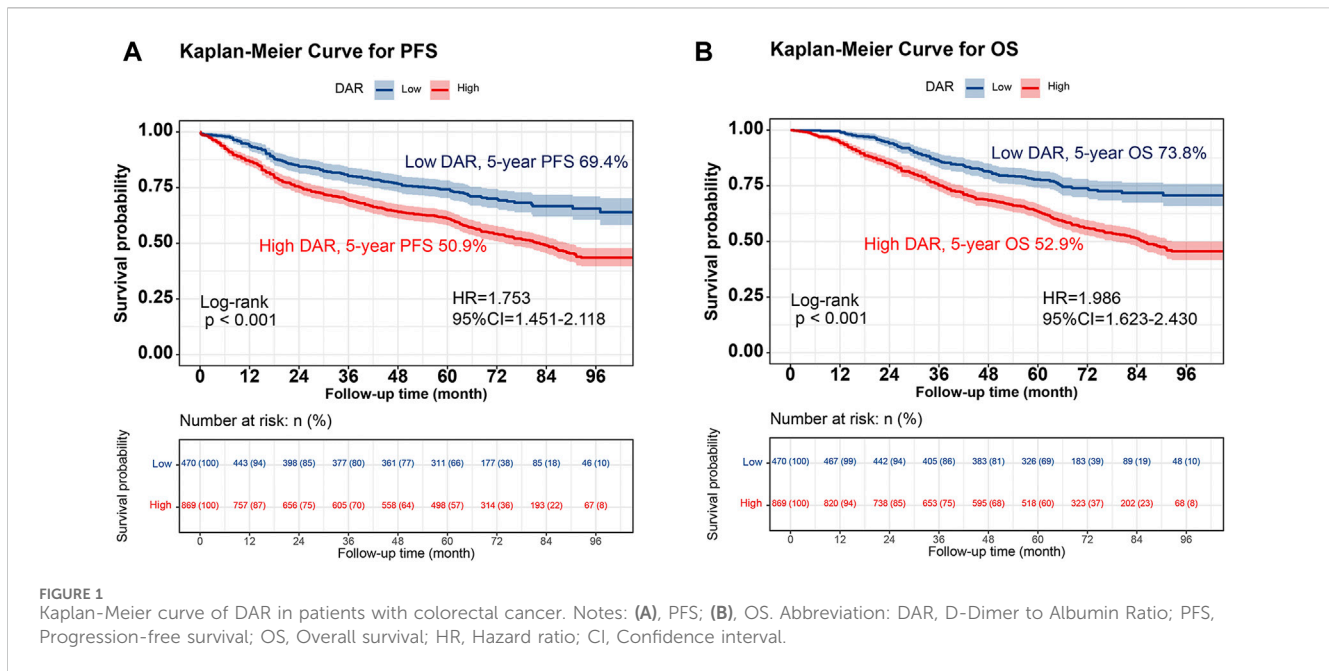 A Kaplan-Meier Curve for PFS
DAR Low High
Survival probability
1.00
0.75
0.50
0.25
0.00
Low DAR, 5-year PFS 69.4%
High DAR, 5-year PFS 50.9%
Log-rank
p < 0.001
HR=1.753
95%CI=1.451-2.118
0 12 24 36 48 60 72 84 96
Follow-up time (month)
Number at risk: n (%)
Survival probability
Low 470 (100) 443 (94) 398 (85) 377 (80) 361 (77) 311 (66) 177 (38) 85 (18) 46 (10)
High 869 (100) 757 (87) 656 (75) 605 (70) 558 (64) 498 (57) 314 (36) 193 (22) 67 (8)
0 12 24 36 48 60 72 84 96
Follow-up time (month)
B Kaplan-Meier Curve for OS
DAR Low High
Survival probability
1.00
0.75
0.50
0.25
0.00
Low DAR, 5-year OS 73.8%
High DAR, 5-year OS 52.9%
Log-rank
p < 0.001
HR=1.986
95%CI=1.623-2.430
0 12 24 36 48 60 72 84 96
Follow-up time (month)
Number at risk: n (%)
Survival probability
Low 470 (100) 467 (99) 442 (94) 405 (86) 383 (81) 326 (69) 183 (39) 89 (19) 48 (10)
High 869 (100) 820 (94) 738 (85) 653 (75) 595 (68) 518 (60) 323 (37) 202 (23) 68 (8)
0 12 24 36 48 60 72 84 96
Follow-up time (month)
FIGURE 1
Kaplan-Meier curve of DAR in patients with colorectal cancer. Notes: (A), PFS; (B), OS. Abbreviation: DAR, D-Dimer to Albumin Ratio; PFS,
Progression-free survival; OS, Overall survival; HR, Hazard ratio; CI, Confidence interval.